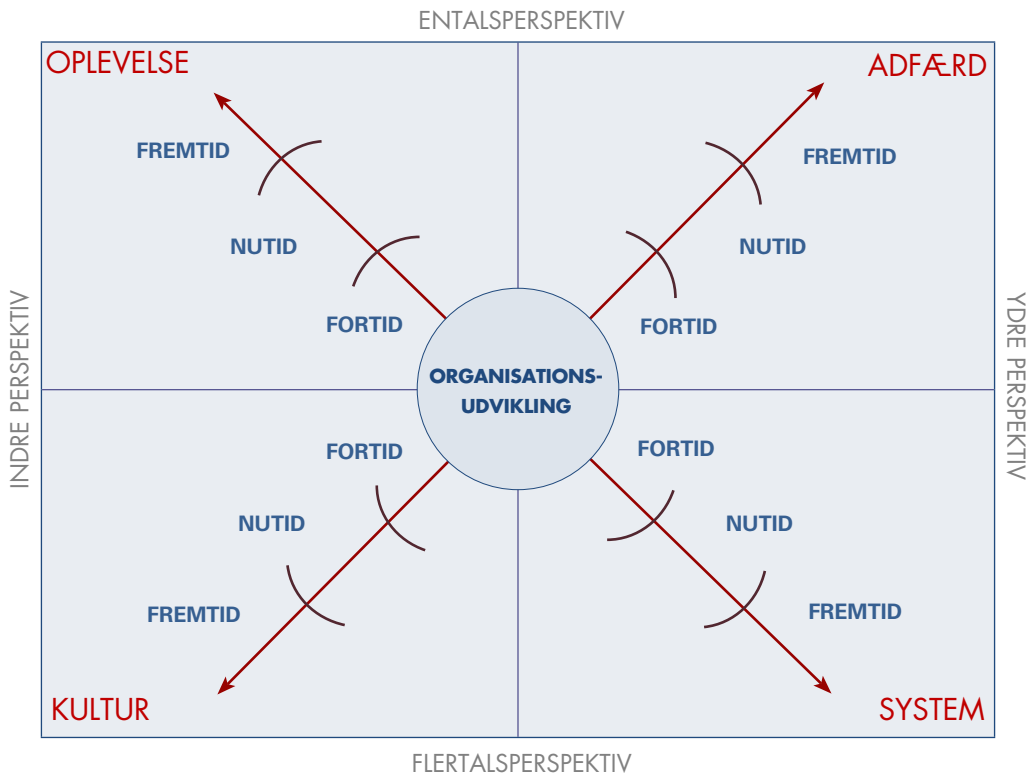 ENTALSPERSPEKTIV
OPLEVELSE
ADFÆRD
FREMTID
FREMTID
NUTID
NUTID
FORTID
FORTID
INDRE PERSPEKTIV
YDRE PERSPEKTIV
ORGANISATIONS-
UDVIKLING
FORTID
FORTID
NUTID
NUTID
FREMTID
FREMTID
KULTUR
SYSTEM
FLERTALSPERSPEKTIV